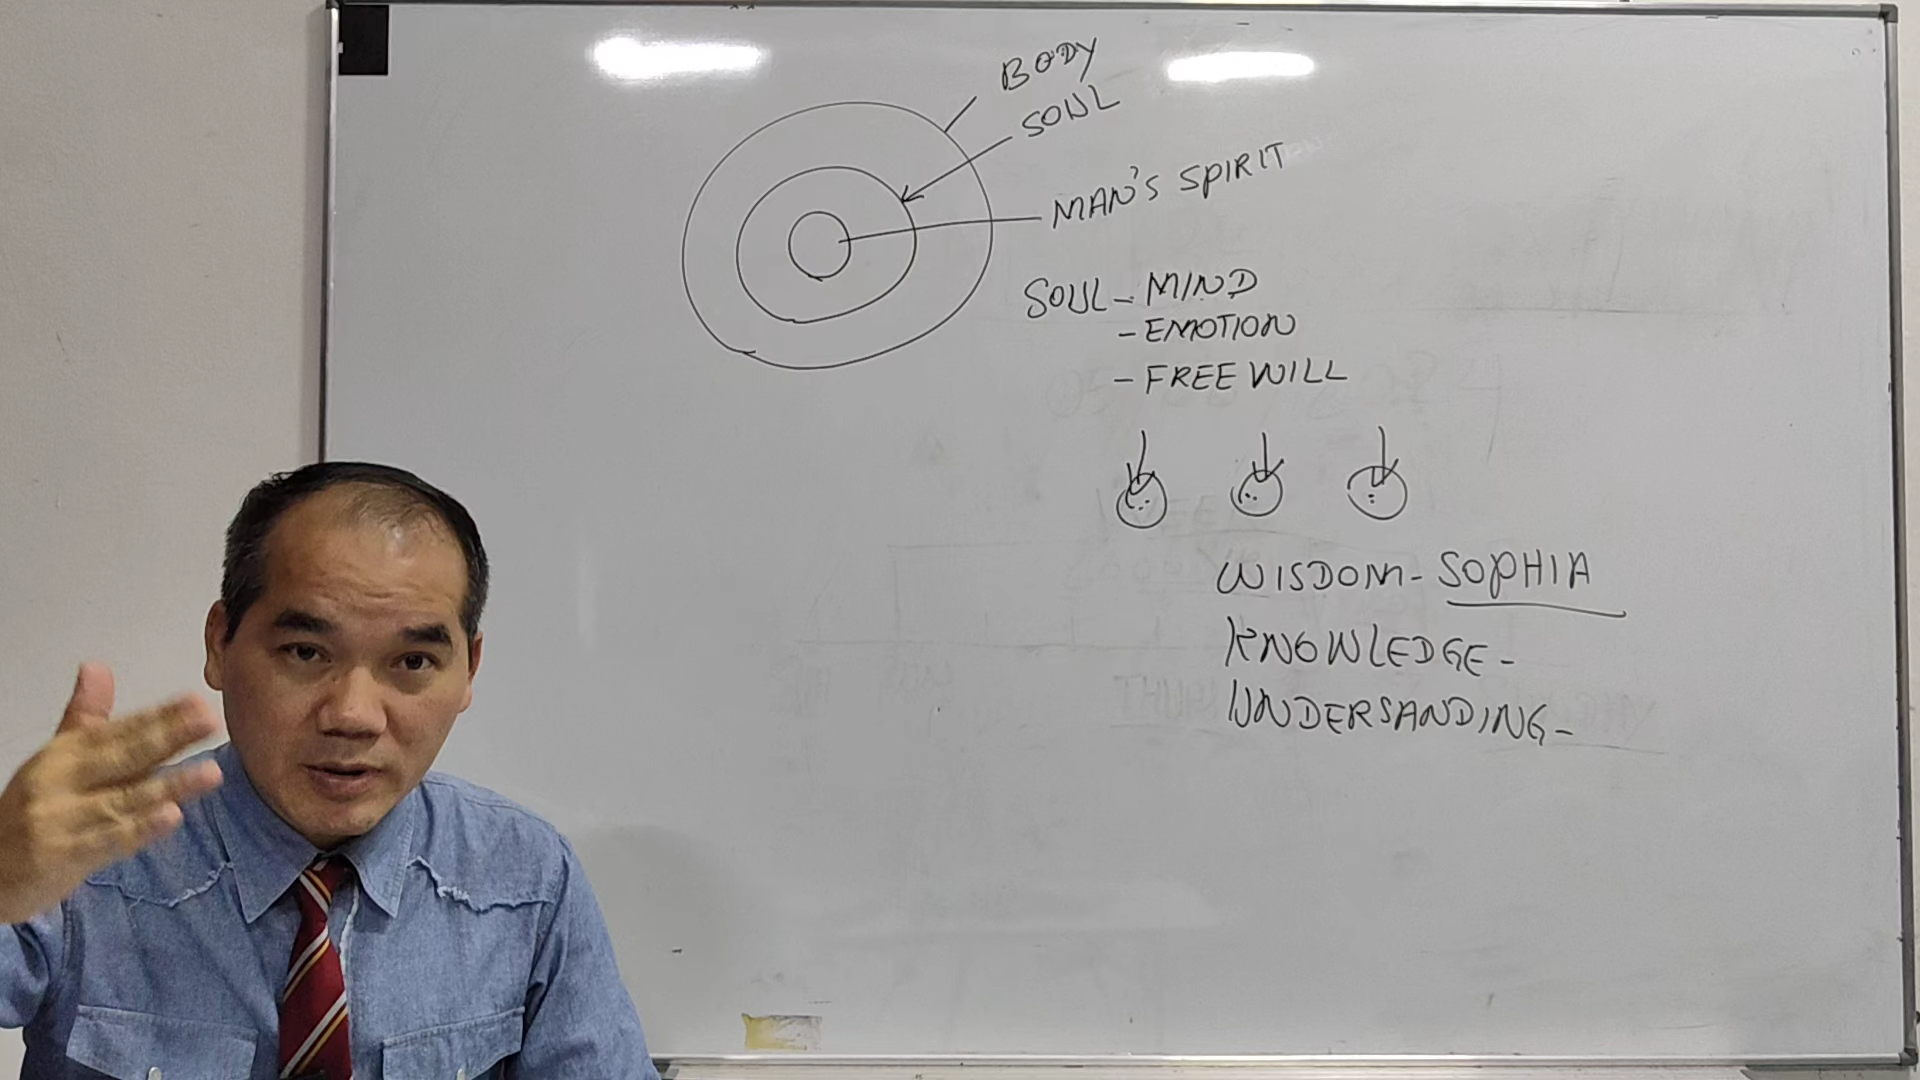 BODY
SOUL
MAN'S SPIRIT
SOUL - MIND
- EMOTION
- FREE WILL
WISDOM - SOPHIA
KNOWLEDGE -
UNDERSANDING -